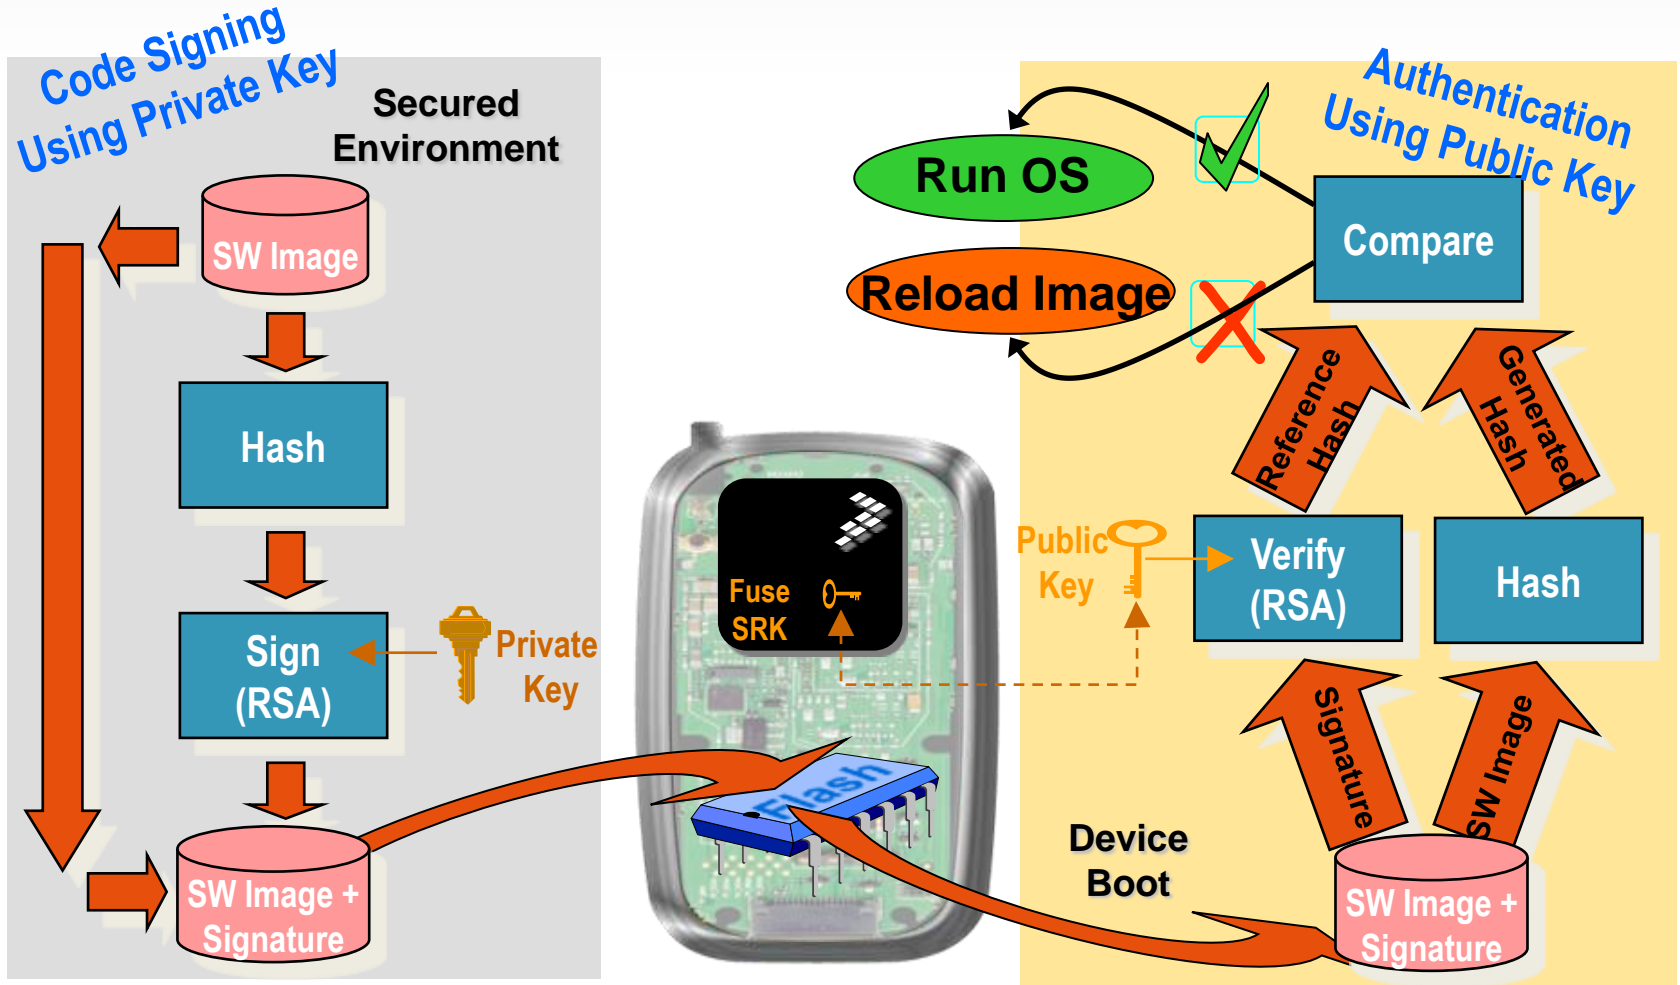 Code Signing
Using Private Key
Secured
Environment
SW Image
Hash
Sign
(RSA)
Private
Key
SW Image +
Signature
Fuse
SRK
Flash
Authentication
Using Public Key
Run OS
Compare
Reload Image
Reference
Hash
Generated
Hash
Public
Key
Verify
(RSA)
Hash
Signature
SW Image
Device
Boot
SW Image +
Signature